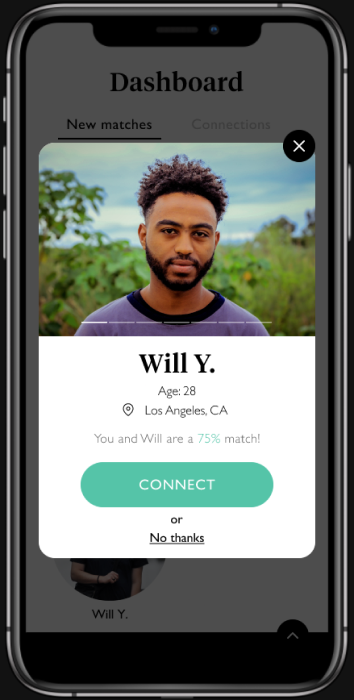 Dashboard
New matches Connections
Will Y.
Age: 28
Los Angeles, CA
You and Will are a 75% match!
CONNECT
or
No thanks
Will Y.